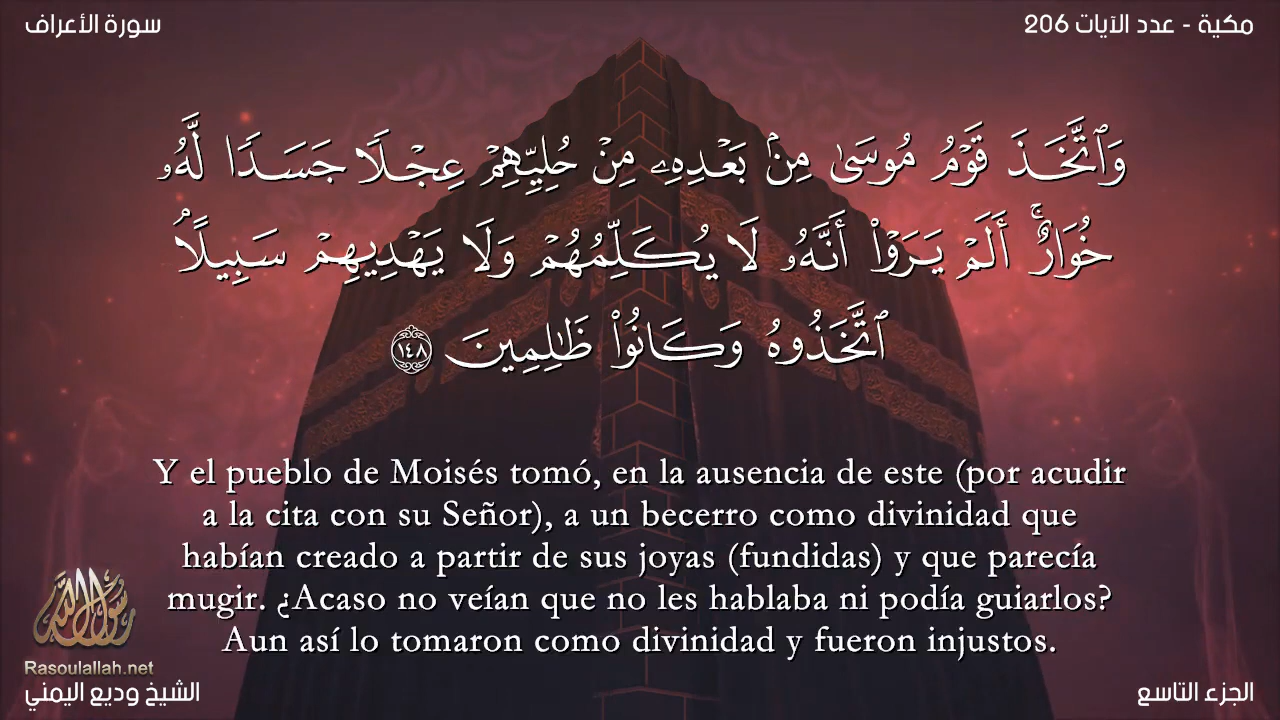 سورة الأعراف
مكية - عدد الآيات 206
وَٱتَّخَذَ قَوْمُ مُوسَىٰ مِنۢ بَعْدِهِۦ مِنْ حُلِيِّهِمْ عِجْلًا جَسَدًا لَّهُۥ
خُوَارٌ ۚ أَلَمْ يَرَوْا۟ أَنَّهُۥ لَا يُكَلِّمُهُمْ وَلَا يَهْدِيهِمْ سَبِيلًا ۘ
ٱتَّخَذُوهُ وَكَانُوا۟ ظَٰلِمِينَ ١٤٨
Y el pueblo de Moisés tomó, en la ausencia de este (por acudir
a la cita con su Señor), a un becerro como divinidad que
habían creado a partir de sus joyas (fundidas) y que parecía
mugir. ¿Acaso no veían que no les hablaba ni podía guiarlos?
Aun así lo tomaron como divinidad y fueron injustos.
رسول الله
Rasoulallah.net
الشيخ وديع اليمني
الجزء التاسع